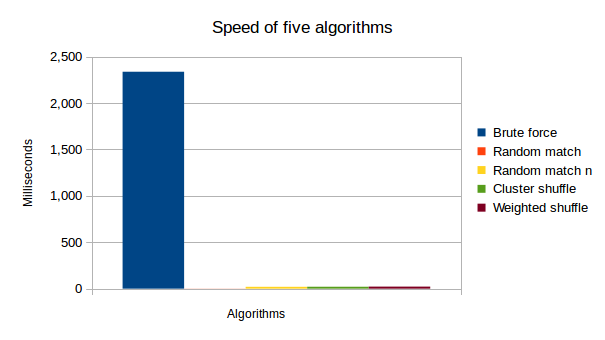 Speed of five algorithms
2,500
2,000
1,500
1,000
500
0
Milliseconds
Algorithms
Brute force
Random match
Random match n
Cluster shuffle
Weighted shuffle